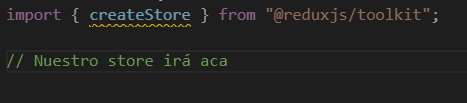 import { createStore } from "@reduxjs/toolkit";
// Nuestro store irá aca